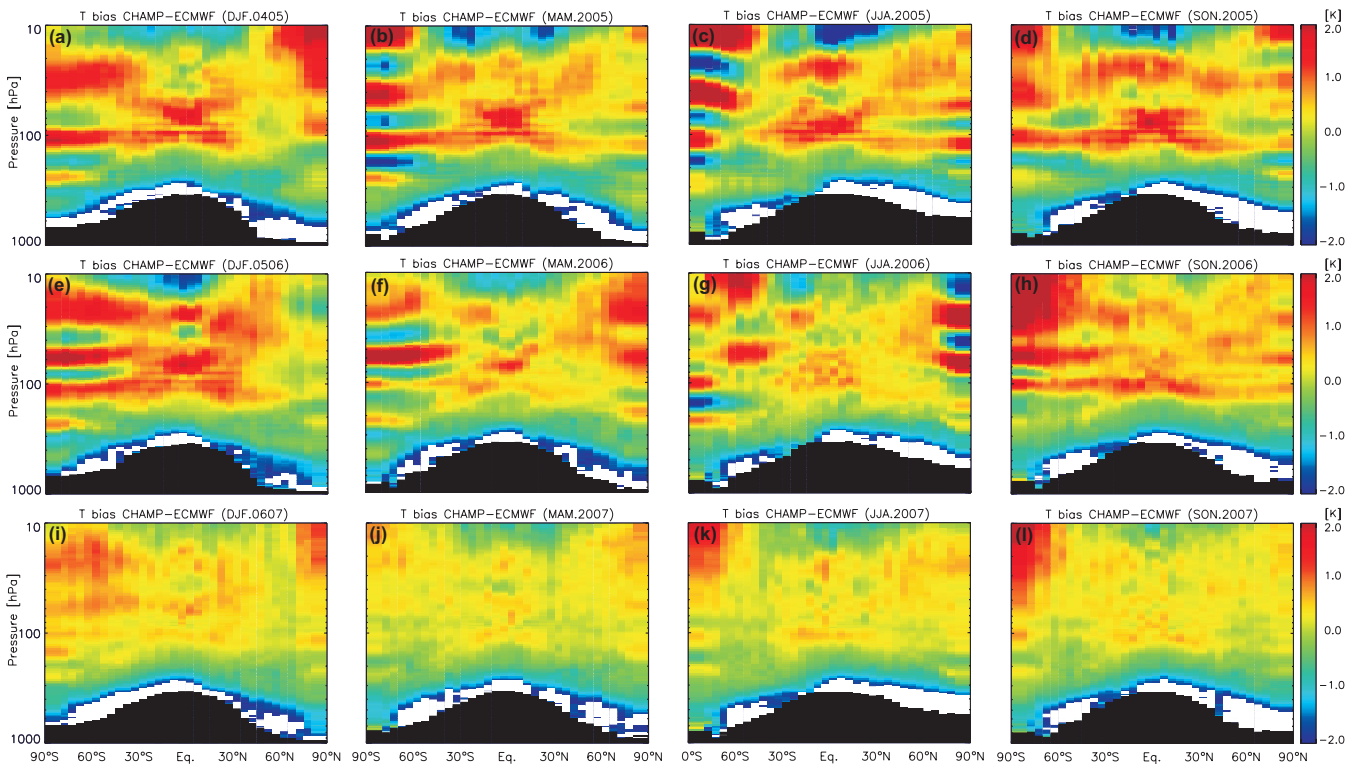 T bias CHAMP-ECMWF (DJF.0405) T bias CHAMP-ECMWF (MAM.2005) T bias CHAMP-ECMWF (JJA.2005) T bias CHAMP-ECMWF (SON.2005) [K]
(a) (b) (c) (d)
10 100 1000
Pressure [hPa]
2.0 1.0 0.0 −1.0 −2.0
T bias CHAMP-ECMWF (DJF.0506) T bias CHAMP-ECMWF (MAM.2006) T bias CHAMP-ECMWF (JJA.2006) T bias CHAMP-ECMWF (SON.2006) [K]
(e) (f) (g) (h)
10 100 1000
Pressure [hPa]
2.0 1.0 0.0 −1.0 −2.0
T bias CHAMP-ECMWF (DJF.0607) T bias CHAMP-ECMWF (MAM.2007) T bias CHAMP-ECMWF (JJA.2007) T bias CHAMP-ECMWF (SON.2007) [K]
(i) (j) (k) (l)
10 100 1000
Pressure [hPa]
2.0 1.0 0.0 −1.0 −2.0
90°S 60°S 30°S Eq. 30°N 60°N 90°N 60°S 30°S Eq. 30°N 60°N 90°N 0°S 60°S 30°S Eq. 30°N 60°N 90°N 60°S 30°S Eq. 30°N 60°N 90°N